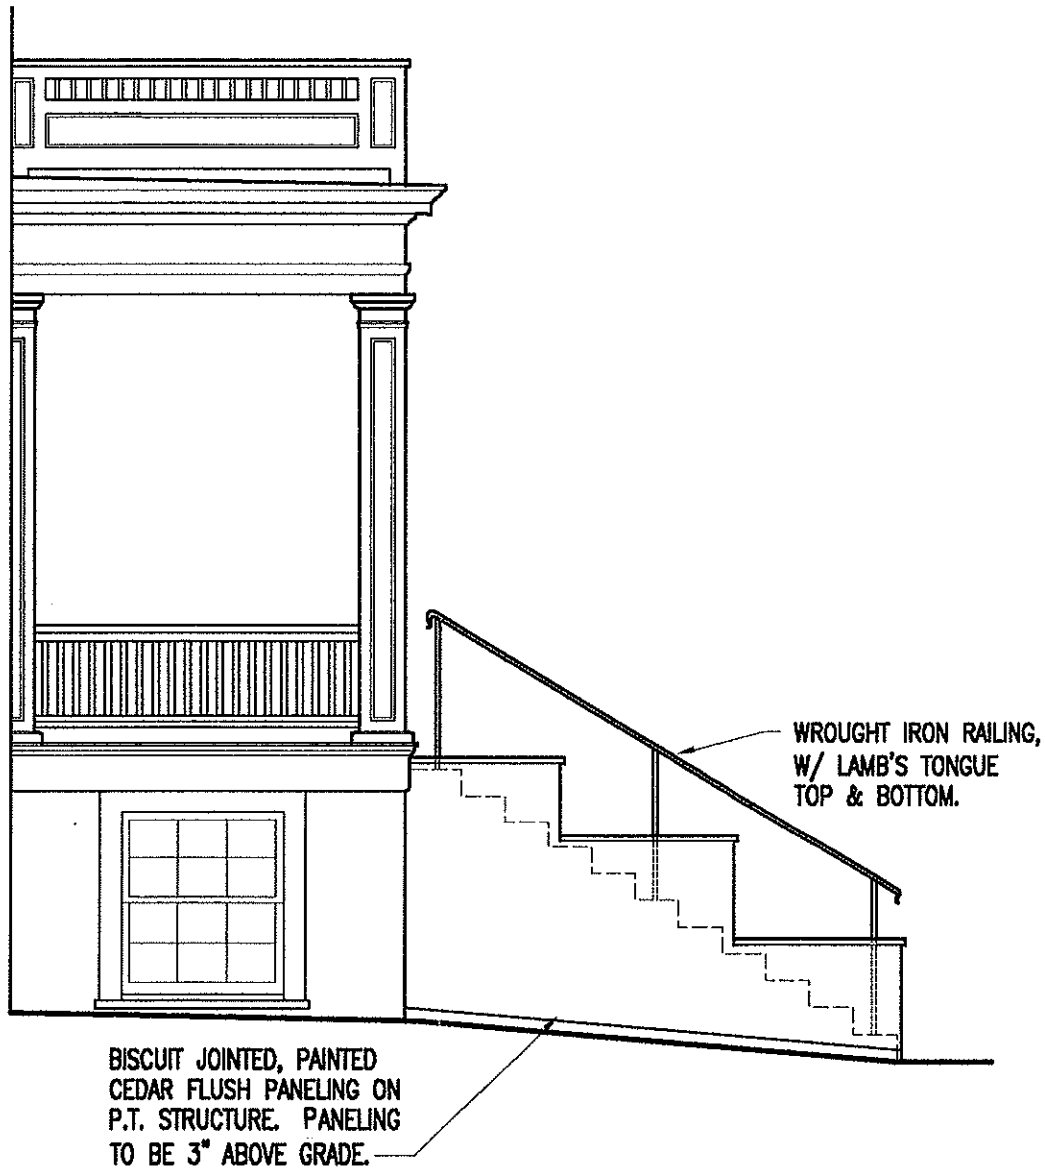 WROUGHT IRON RAILING,
W/ LAMB'S TONGUE
TOP & BOTTOM.
BISCUIT JOINTED, PAINTED
CEDAR FLUSH PANELING ON
P.T. STRUCTURE. PANELING
TO BE 3" ABOVE GRADE.